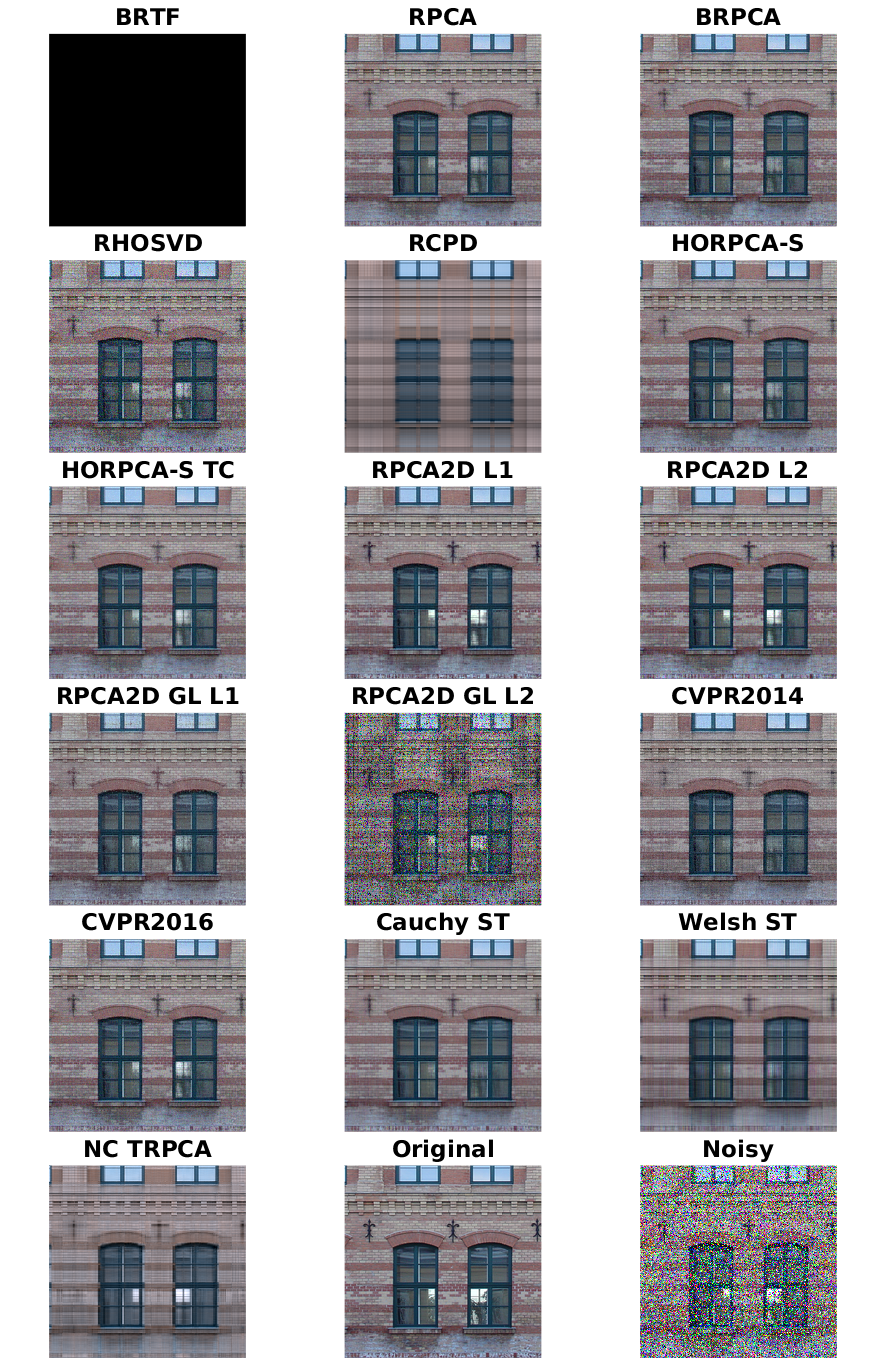 BRTF RPCA BRPCA
RHOSVD RCPD HORPCA-S
HORPCA-S TC RPCA2D L1 RPCA2D L2
RPCA2D GL L1 RPCA2D GL L2 CVPR2014
CVPR2016 Cauchy ST Welsh ST
NC TRPCA Original Noisy